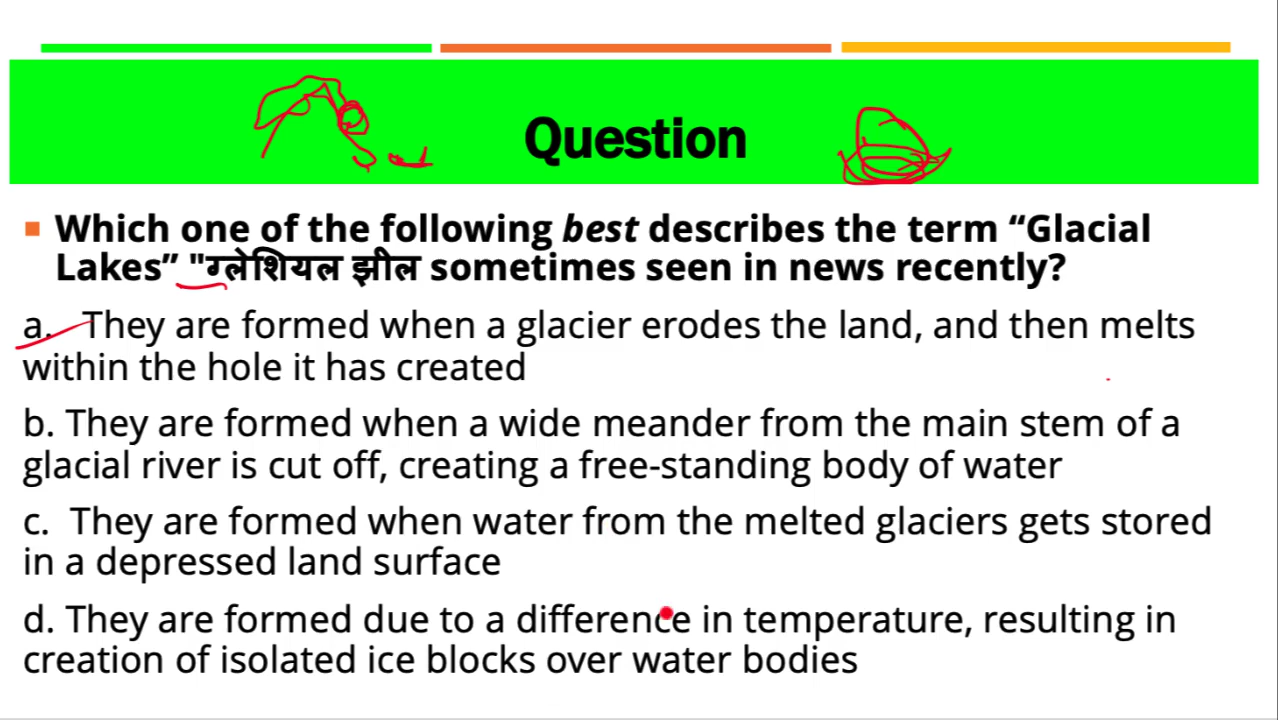 Question
Which one of the following best describes the term “Glacial
Lakes” "ग्लेशियल झील sometimes seen in news recently?
a. They are formed when a glacier erodes the land, and then melts
within the hole it has created
b. They are formed when a wide meander from the main stem of a
glacial river is cut off, creating a free-standing body of water
c. They are formed when water from the melted glaciers gets stored
in a depressed land surface
d. They are formed due to a difference in temperature, resulting in
creation of isolated ice blocks over water bodies